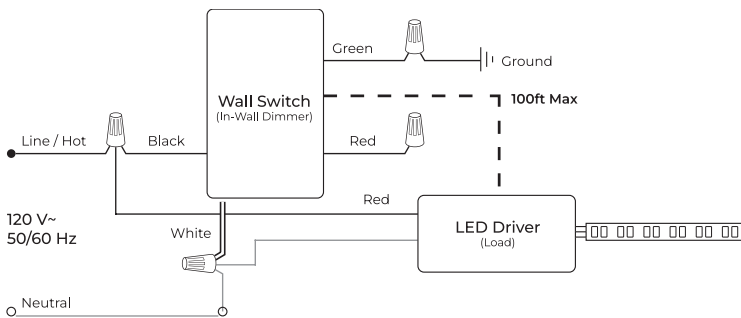 Green
Ground
Wall Switch
(In-Wall Dimmer)
100ft Max
Line / Hot
Black
Red
Red
120 V~
50/60 Hz
White
LED Driver
(Load)
Neutral